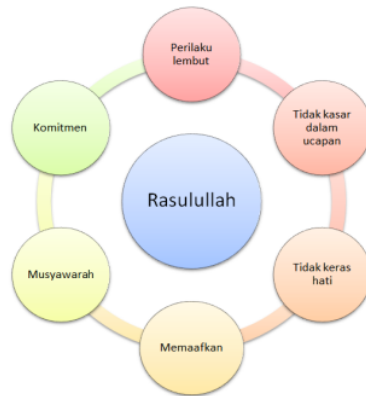 Perilaku
lembut
Tidak kasar
dalam
ucapan
Tidak keras
hati
Memaafkan
Musyawarah
Komitmen
Rasulullah